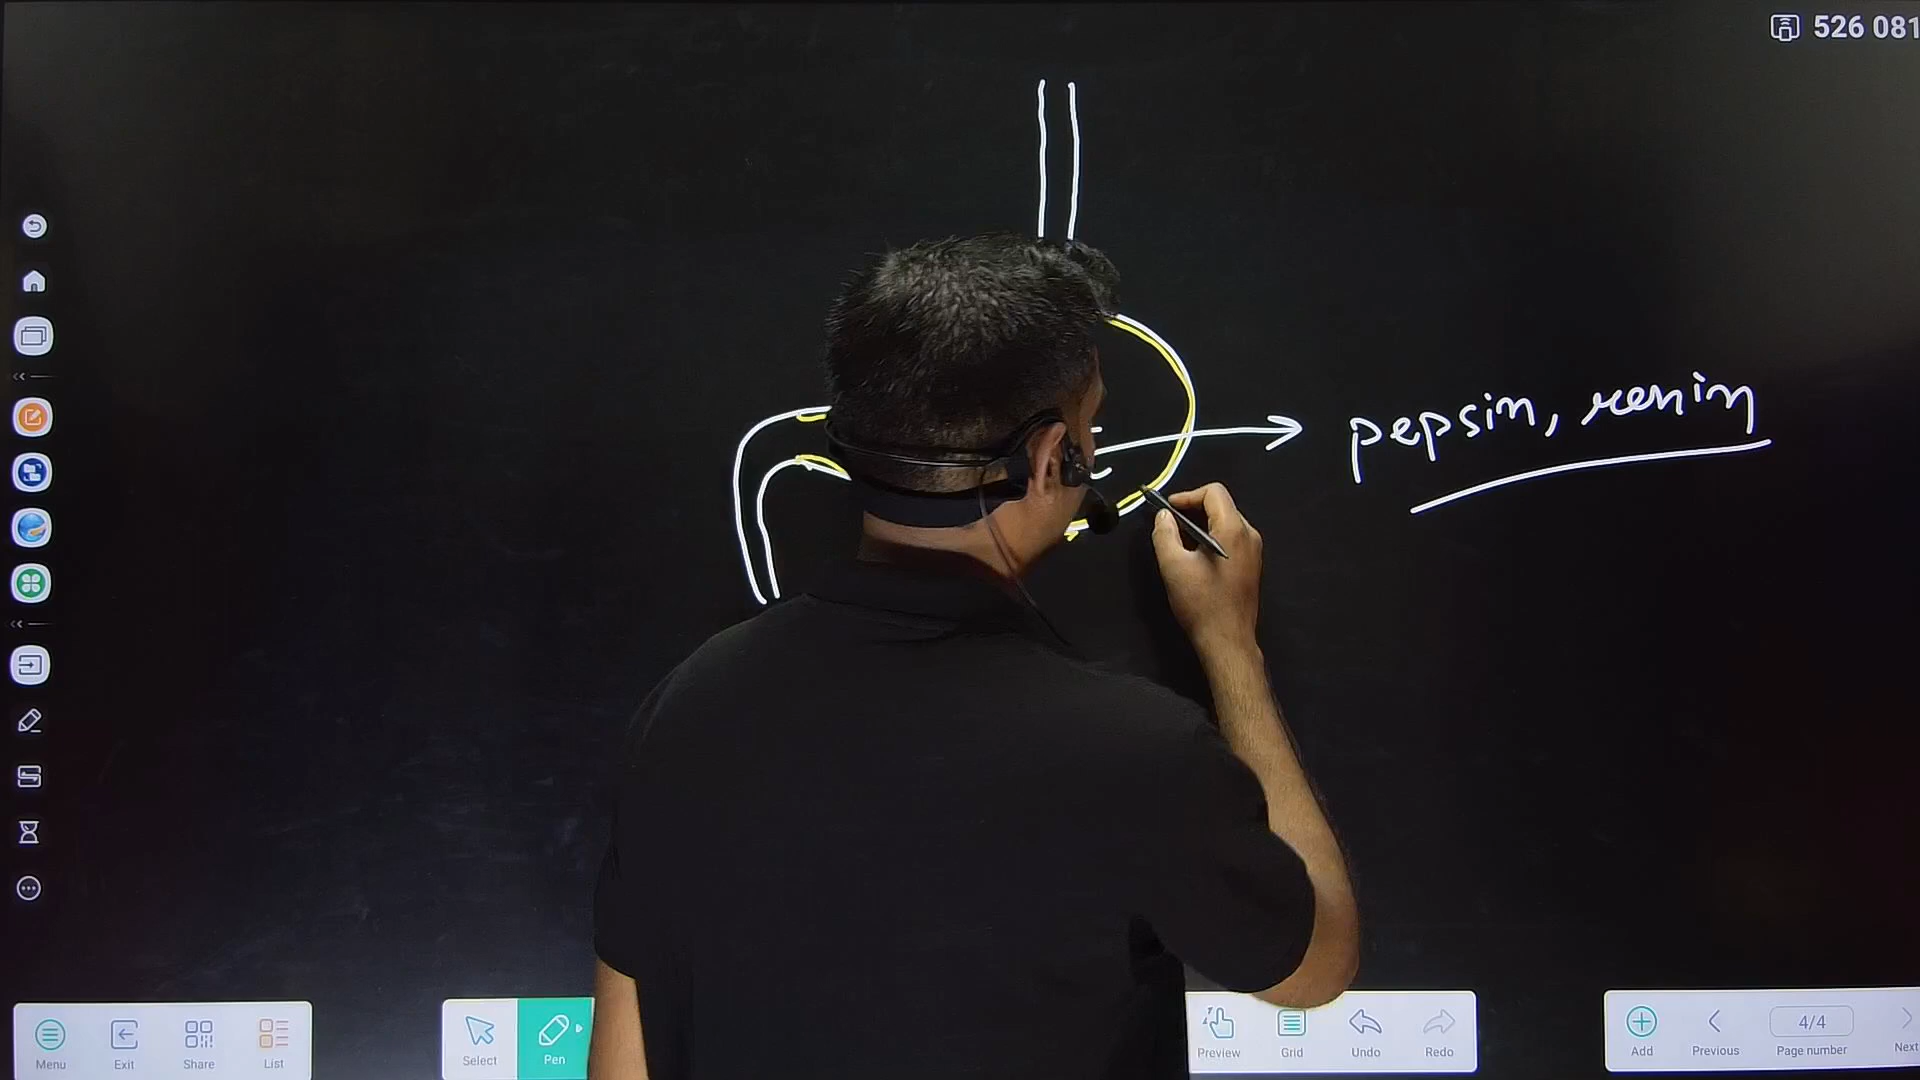 526 081
pepsin, renin
Menu
Exit
Share
List
Select
Pen
Preview
Grid
Undo
Redo
Add
Previous
4/4
Page number
Next